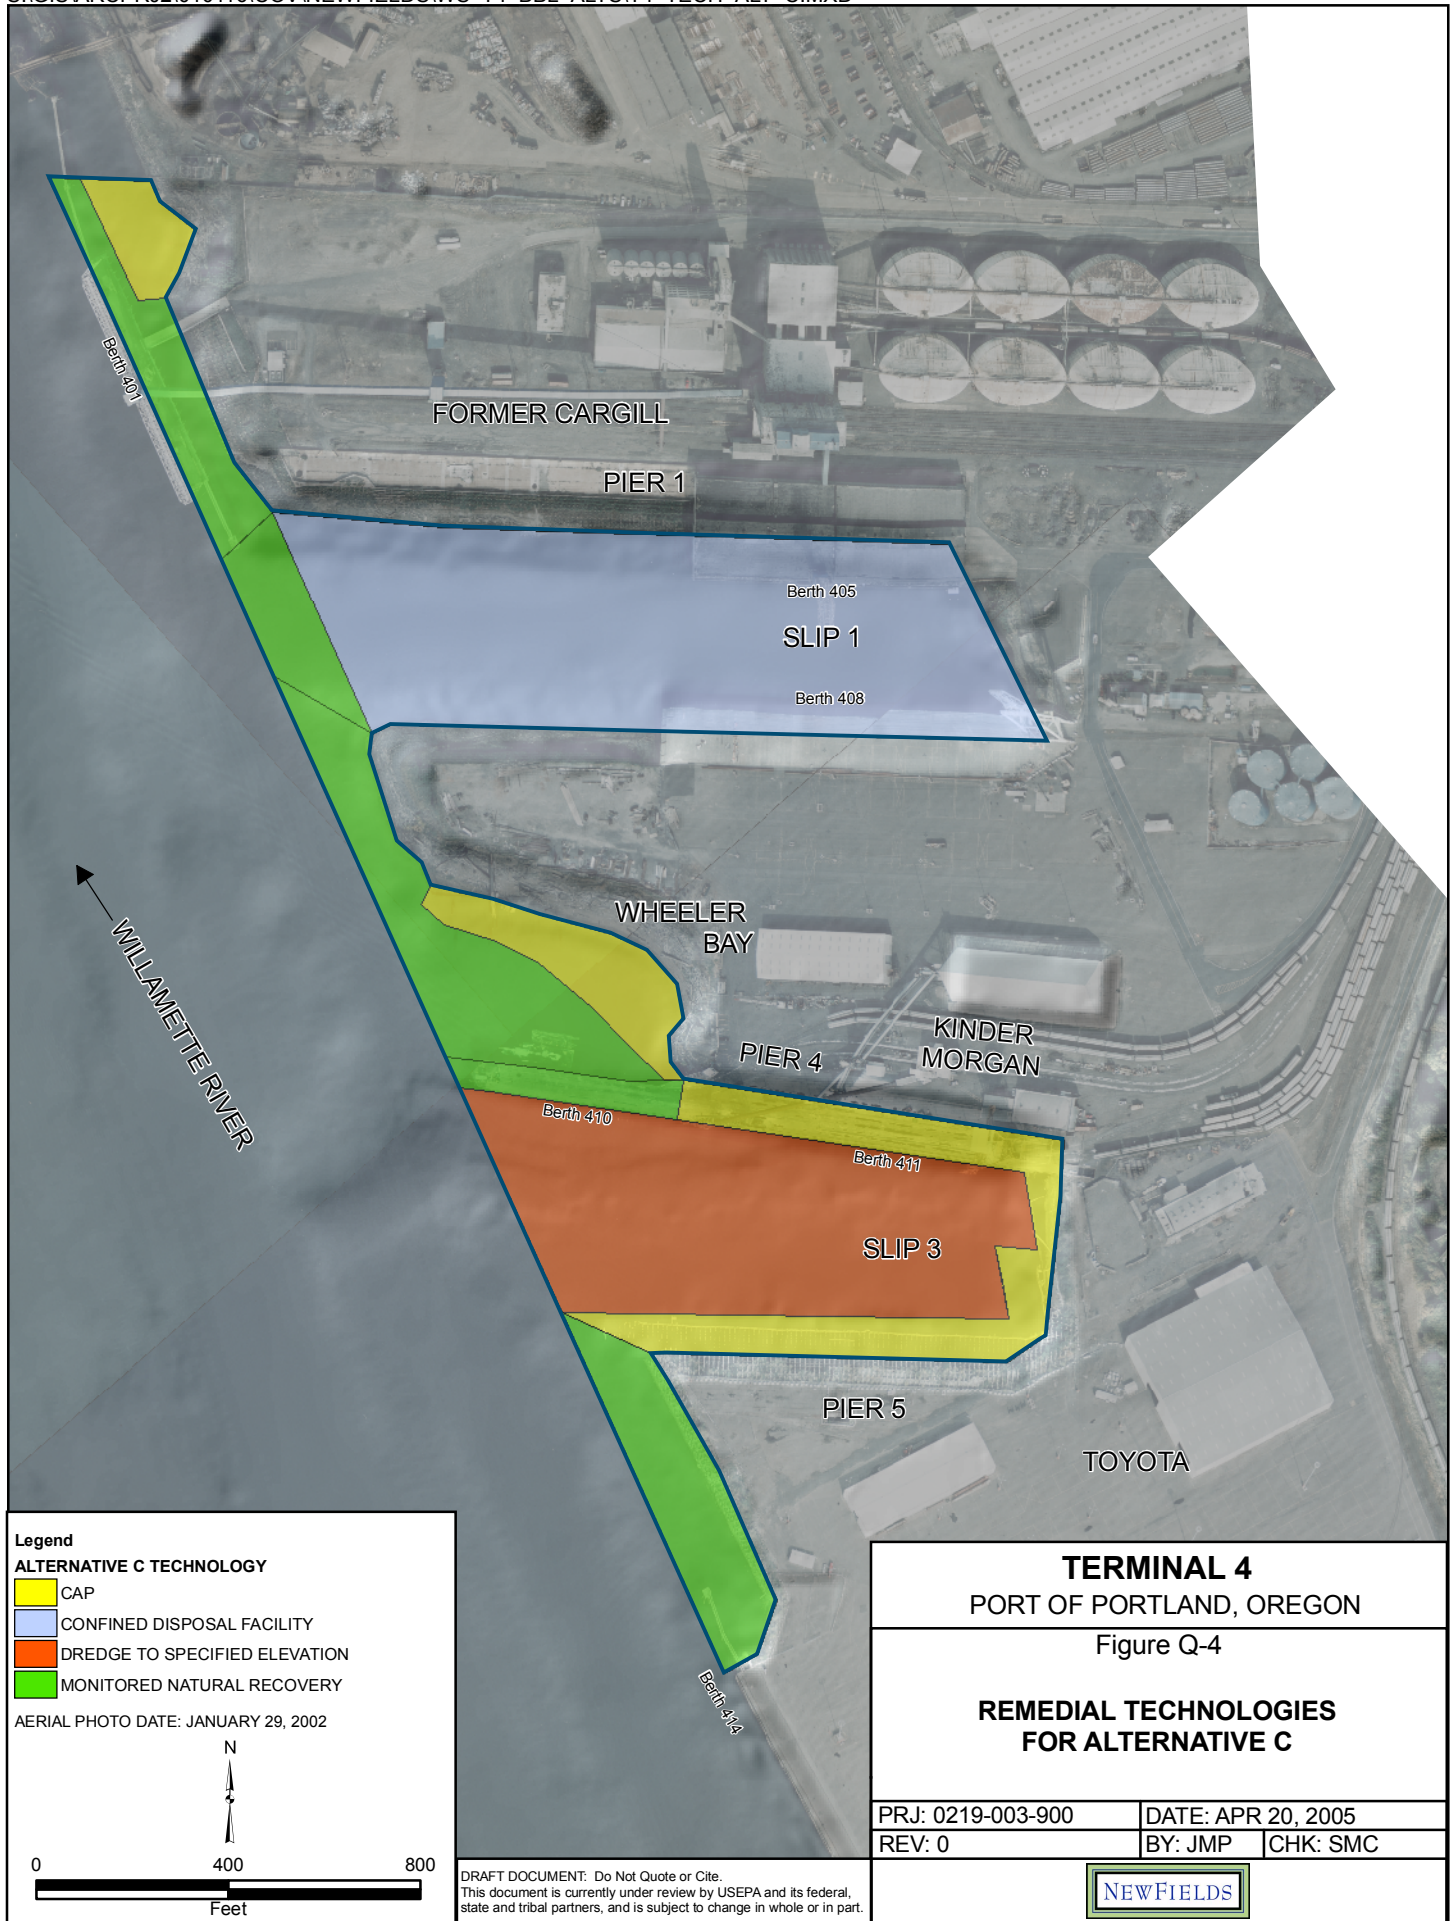 Berth 401
FORMER CARGILL
PIER 1
Berth 405
SLIP 1
Berth 408
WHEELER
BAY
WILLAMETTE RIVER
KINDER
MORGAN
PIER 4
Berth 410
Berth 411
SLIP 3
PIER 5
TOYOTA
Berth 414
Legend
ALTERNATIVE C TECHNOLOGY
CAP
CONFINED DISPOSAL FACILITY
DREDGE TO SPECIFIED ELEVATION
MONITORED NATURAL RECOVERY
AERIAL PHOTO DATE: JANUARY 29, 2002
N
0 400 800
Feet
DRAFT DOCUMENT: Do Not Quote or Cite.
This document is currently under review by USEPA and its federal,
state and tribal partners, and is subject to change in whole or in part.
TERMINAL 4
PORT OF PORTLAND, OREGON
Figure Q-4
REMEDIAL TECHNOLOGIES
FOR ALTERNATIVE C
PRJ: 0219-003-900 DATE: APR 20, 2005
REV: 0 BY: JMP CHK: SMC
NEWFIELDS